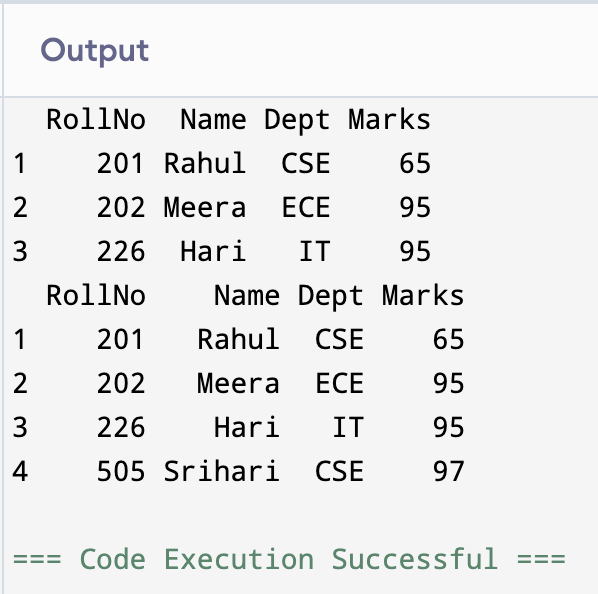 Output
  RollNo  Name Dept Marks
1    201 Rahul  CSE    65
2    202 Meera  ECE    95
3    226  Hari   IT    95
  RollNo    Name Dept Marks
1    201   Rahul  CSE    65
2    202   Meera  ECE    95
3    226    Hari   IT    95
4    505 Srihari  CSE    97
=== Code Execution Successful ===